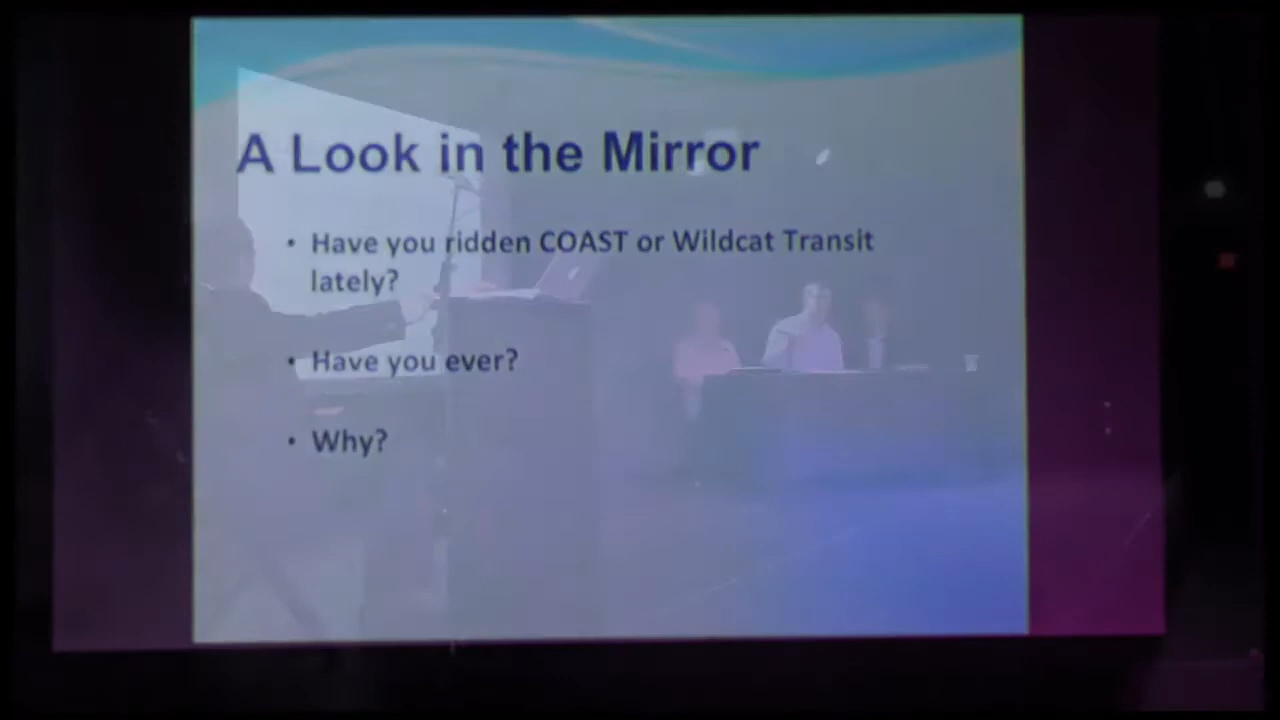 A Look in the Mirror
• Have you ridden COAST or Wildcat Transit
lately?
• Have you ever?
• Why?